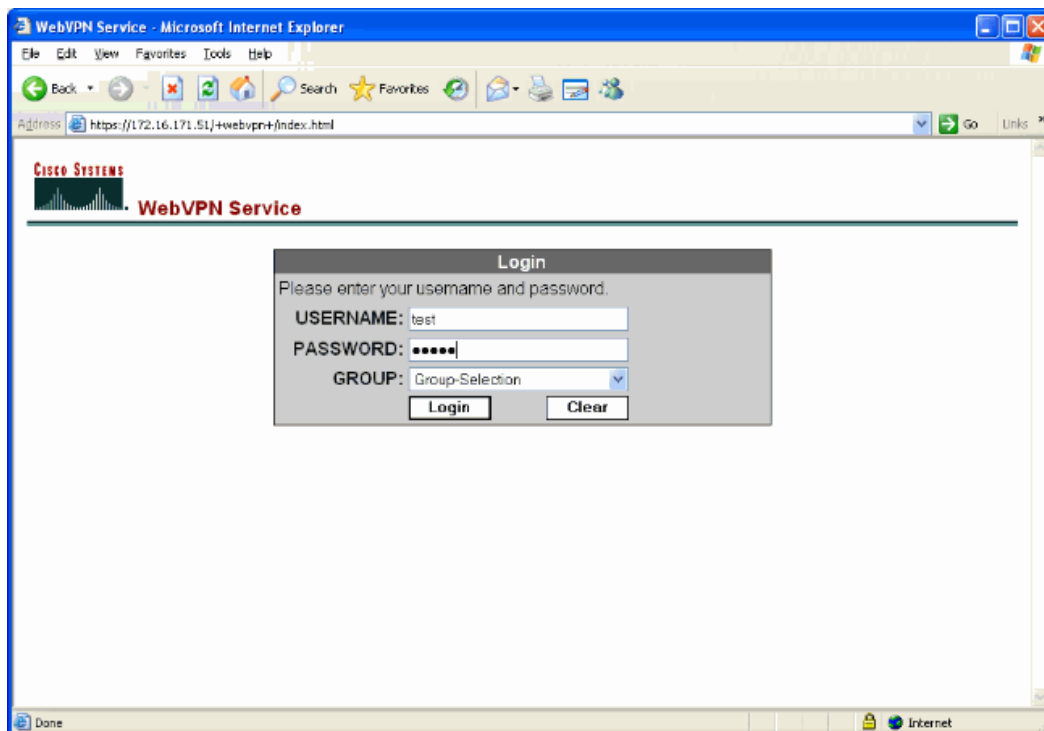 WebVPN Service - Microsoft Internet Explorer
File Edit View Favorites Tools Help
Back Search Favorites
Address https://172.16.171.51/+webvpn+/index.html Go Links »
CISCO SYSTEMS
WebVPN Service
Login
Please enter your username and password.
USERNAME: test
PASSWORD: •••••
GROUP: Group-Selection
Login Clear
Done Internet